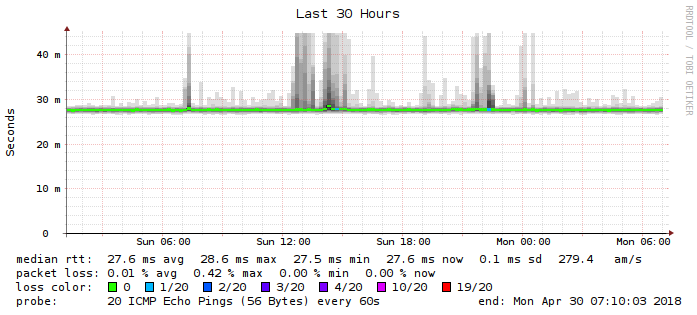 Last 30 Hours
RRDTOOL / TOBI OETIKER
Seconds
40 m
30 m
20 m
10 m
0
Sun 06:00 Sun 12:00 Sun 18:00 Mon 00:00 Mon 06:00
median rtt: 27.6 ms avg 28.6 ms max 27.5 ms min 27.6 ms now 0.1 ms sd 279.4 am/s
packet loss: 0.01 % avg 0.42 % max 0.00 % min 0.00 % now
loss color: 0 1/20 2/20 3/20 4/20 10/20 19/20
probe: 20 ICMP Echo Pings (56 Bytes) every 60s end: Mon Apr 30 07:10:03 2018